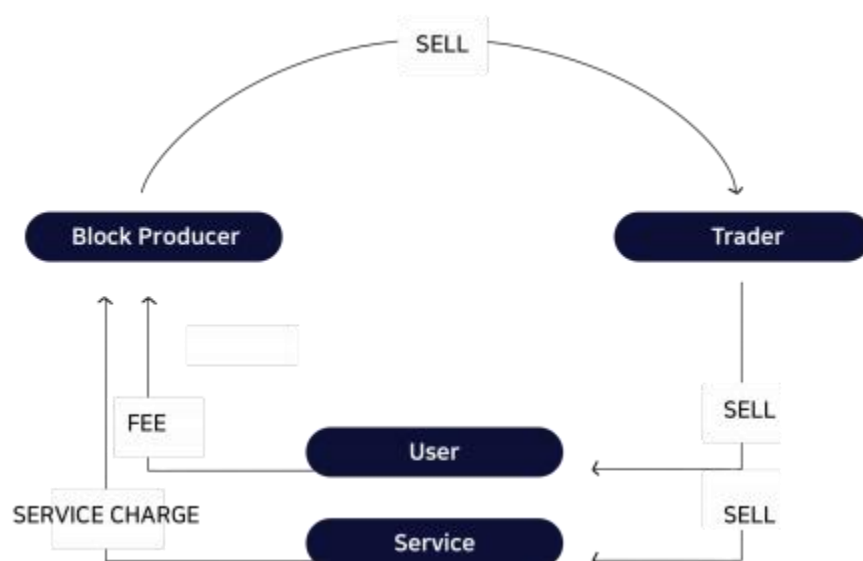 SELL
Block Producer
Trader
SELL
FEE
User
SERVICE CHARGE
SELL
Service